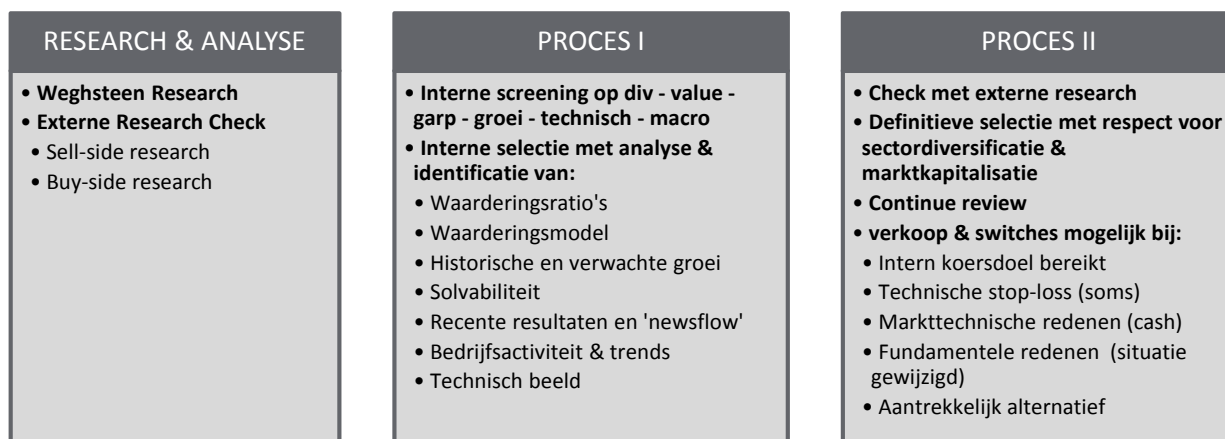 RESEARCH & ANALYSE
• Weghsteen Research
• Externe Research Check
• Sell-side research
• Buy-side research
PROCES I
• Interne screening op div - value -
garp - groei - technisch - macro
• Interne selectie met analyse &
identificatie van:
• Waarderingsratio's
• Waarderingsmodel
• Historische en verwachte groei
• Solvabiliteit
• Recente resultaten en 'newsflow'
• Bedrijfsactiviteit & trends
• Technisch beeld
PROCES II
• Check met externe research
• Definitieve selectie met respect voor
sectordiversificatie &
marktkapitalisatie
• Continue review
• verkoop & switches mogelijk bij:
• Intern koersdoel bereikt
• Technische stop-loss (soms)
• Markttechnische redenen (cash)
• Fundamentele redenen (situatie
gewijzigd)
• Aantrekkelijk alternatief